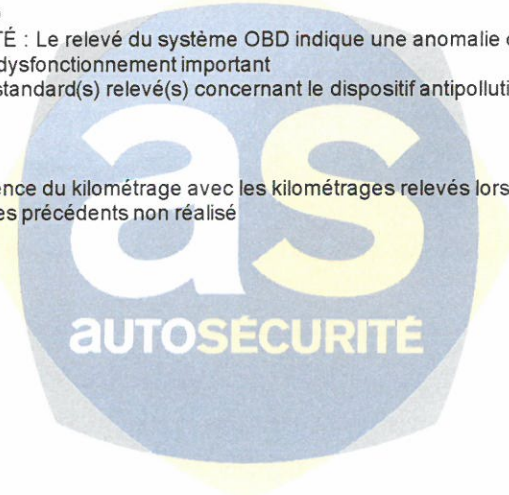 TÉ : Le relevé du système OBD indique une anomalie
dysfonctionnement important
standard(s) relevé(s) concernant le dispositif antipolluti
ence du kilométrage avec les kilométrages relevés lors
es précédents non réalisé
as
AUTOSÉCURITÉ